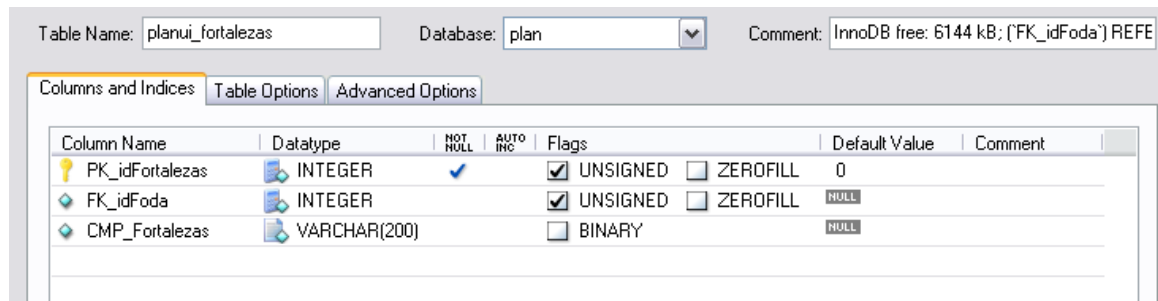 Table Name: planui_fortalezas Database: plan Comment: InnoDB free: 6144 kB; (`FK_idFoda`) REFE
Columns and Indices Table Options Advanced Options
Column Name Datatype NOT NULL AUTO INC Flags Default Value Comment
PK_idFortalezas INTEGER UNSIGNED ZEROFILL 0
FK_idFoda INTEGER UNSIGNED ZEROFILL NULL
CMP_Fortalezas VARCHAR(200) BINARY NULL